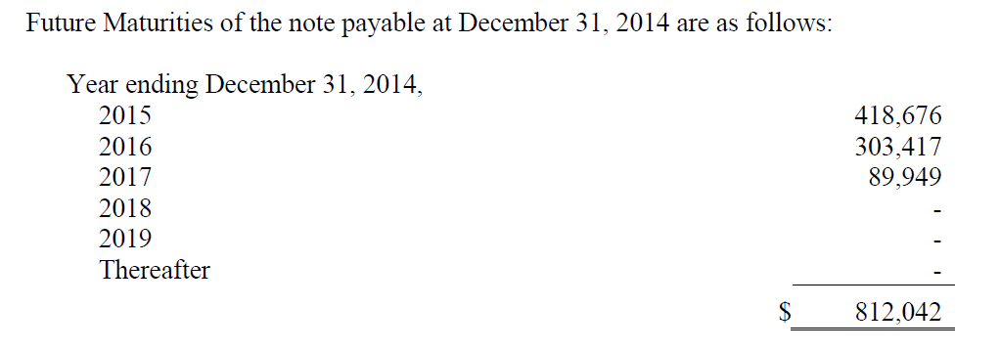 Future Maturities of the note payable at December 31, 2014 are as follows:
Year ending December 31, 2014,
2015 418,676
2016 303,417
2017 89,949
2018 -
2019 -
Thereafter -
$ 812,042